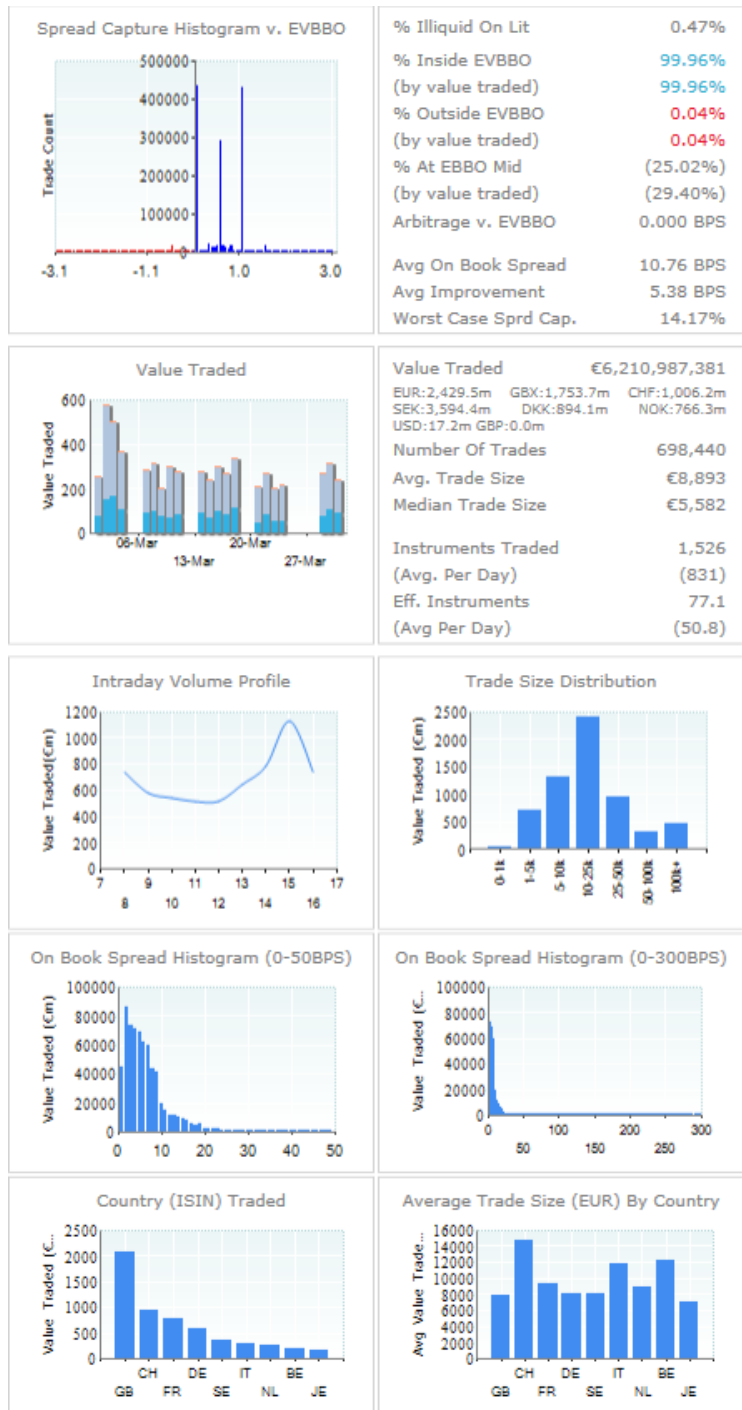 Spread Capture Histogram v. EVBBO
Trade Count
500000
400000
300000
200000
100000
0
-3.1 -1.1 1.0 3.0
% Illiquid On Lit 0.47%
% Inside EVBBO 99.96%
(by value traded) 99.96%
% Outside EVBBO 0.04%
(by value traded) 0.04%
% At EBBO Mid (25.02%)
(by value traded) (29.40%)
Arbitrage v. EVBBO 0.000 BPS
Avg On Book Spread 10.76 BPS
Avg Improvement 5.38 BPS
Worst Case Sprd Cap. 14.17%
Value Traded
Value Traded
600
400
200
0
06-Mar 20-Mar
13-Mar 27-Mar
Value Traded €6,210,987,381
EUR:2,429.5m GBX:1,753.7m CHF:1,006.2m
SEK:3,594.4m DKK:894.1m NOK:766.3m
USD:17.2m GBP:0.0m
Number Of Trades 698,440
Avg. Trade Size €8,893
Median Trade Size €5,582
Instruments Traded 1,526
(Avg. Per Day) (831)
Eff. Instruments 77.1
(Avg Per Day) (50.8)
Intraday Volume Profile
Value Traded(€m)
1200
1000
800
600
400
200
0
7 9 11 13 15 17
8 10 12 14 16
Trade Size Distribution
Value Traded (€m)
2500
2000
1500
1000
500
0
0-1k 1-5k 5-10k 10-25k 25-50k 50-100k 100k+
On Book Spread Histogram (0-50BPS)
Value Traded (€m)
100000
80000
60000
40000
20000
0
0 10 20 30 40 50
On Book Spread Histogram (0-300BPS)
Value Traded (€...
100000
80000
60000
40000
20000
0
0 100 200 300
50 150 250
Country (ISIN) Traded
Value Traded (€...
2500
2000
1500
1000
500
0
CH DE IT BE
GB FR SE NL JE
Average Trade Size (EUR) By Country
Avg Value Trade...
16000
14000
12000
10000
8000
6000
4000
2000
0
CH DE IT BE
GB FR SE NL JE